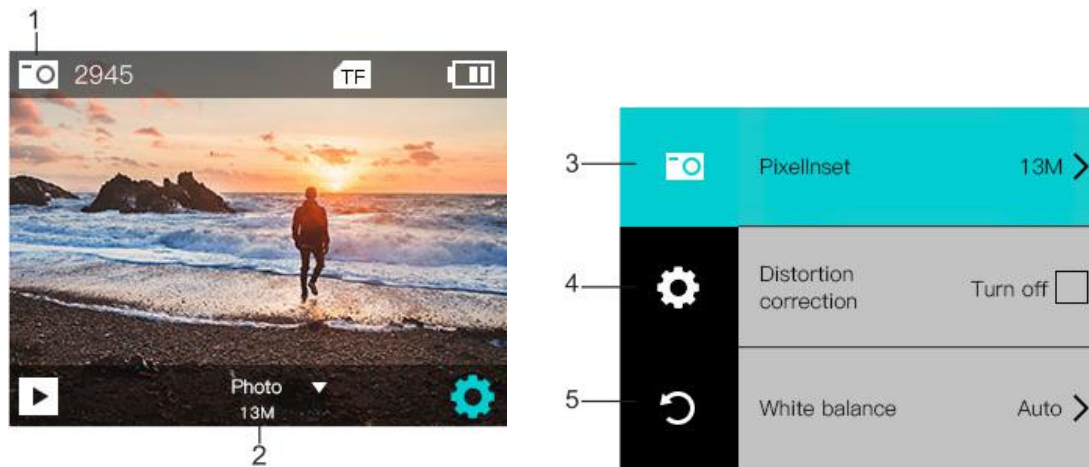 1
2945
TF
Photo
13M
2
3
PixelInset
13M
4
Distortion
correction
Turn off
5
White balance
Auto